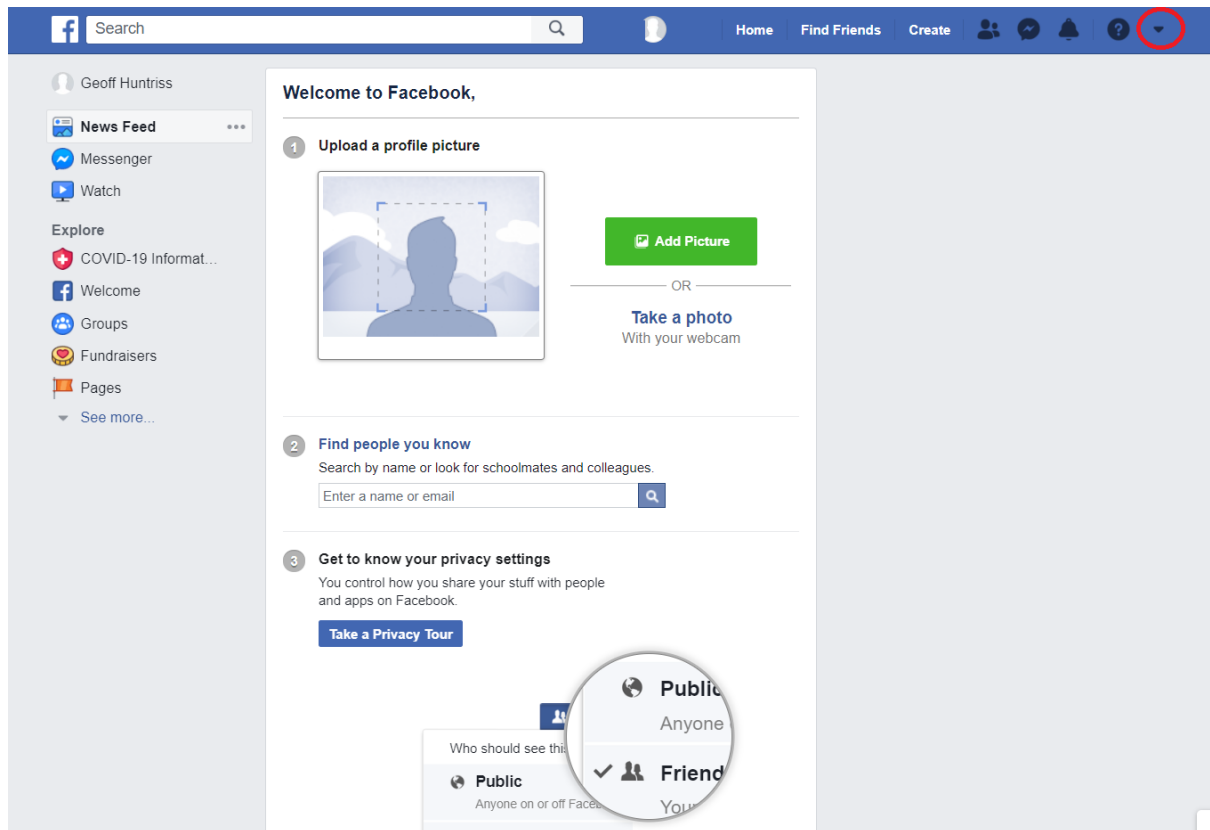 Search
Home Find Friends Create
Geoff Huntriss
News Feed
Messenger
Watch
Explore
COVID-19 Informat...
Welcome
Groups
Fundraisers
Pages
See more...
Welcome to Facebook,
1 Upload a profile picture
Add Picture
OR
Take a photo
With your webcam
2 Find people you know
Search by name or look for schoolmates and colleagues.
Enter a name or email
3 Get to know your privacy settings
You control how you share your stuff with people
and apps on Facebook.
Take a Privacy Tour
Public
Anyone
Friend
Who should see this
Public
Anyone on or off